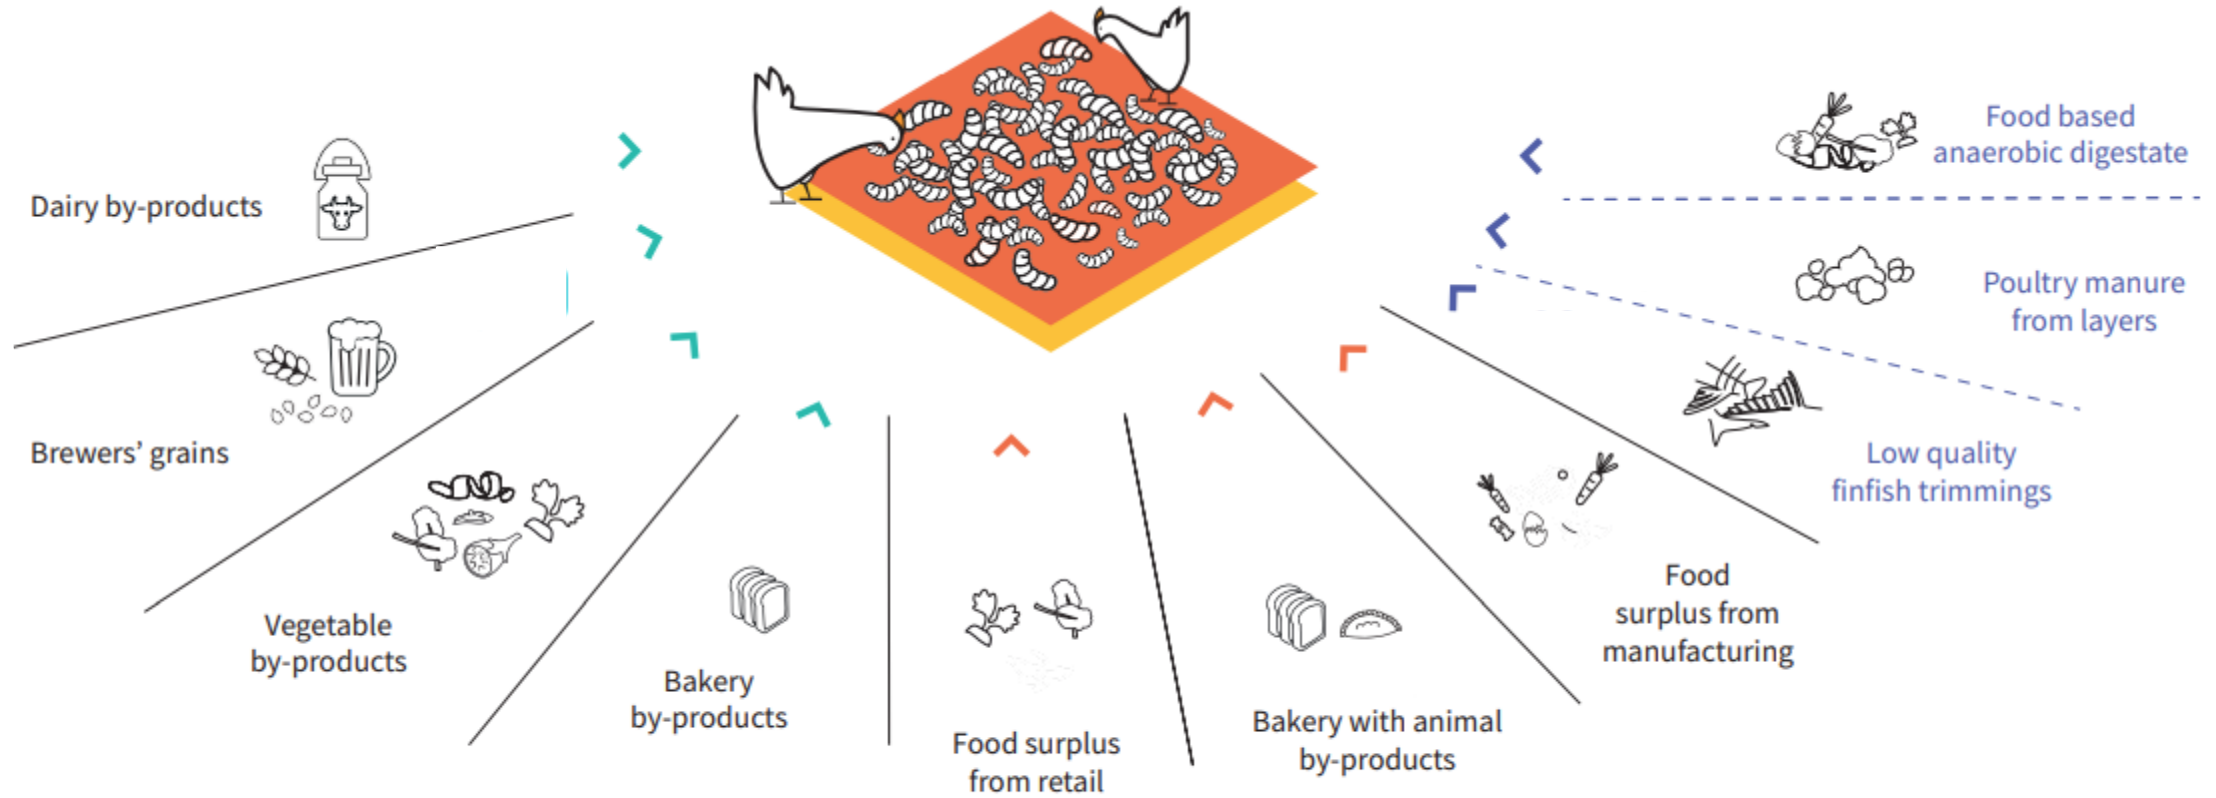 Dairy by-products
Brewers’ grains
Vegetable
by-products
Bakery
by-products
Food surplus
from retail
Bakery with animal
by-products
Food
surplus from
manufacturing
Low quality
finfish trimmings
Poultry manure
from layers
Food based
anaerobic digestate